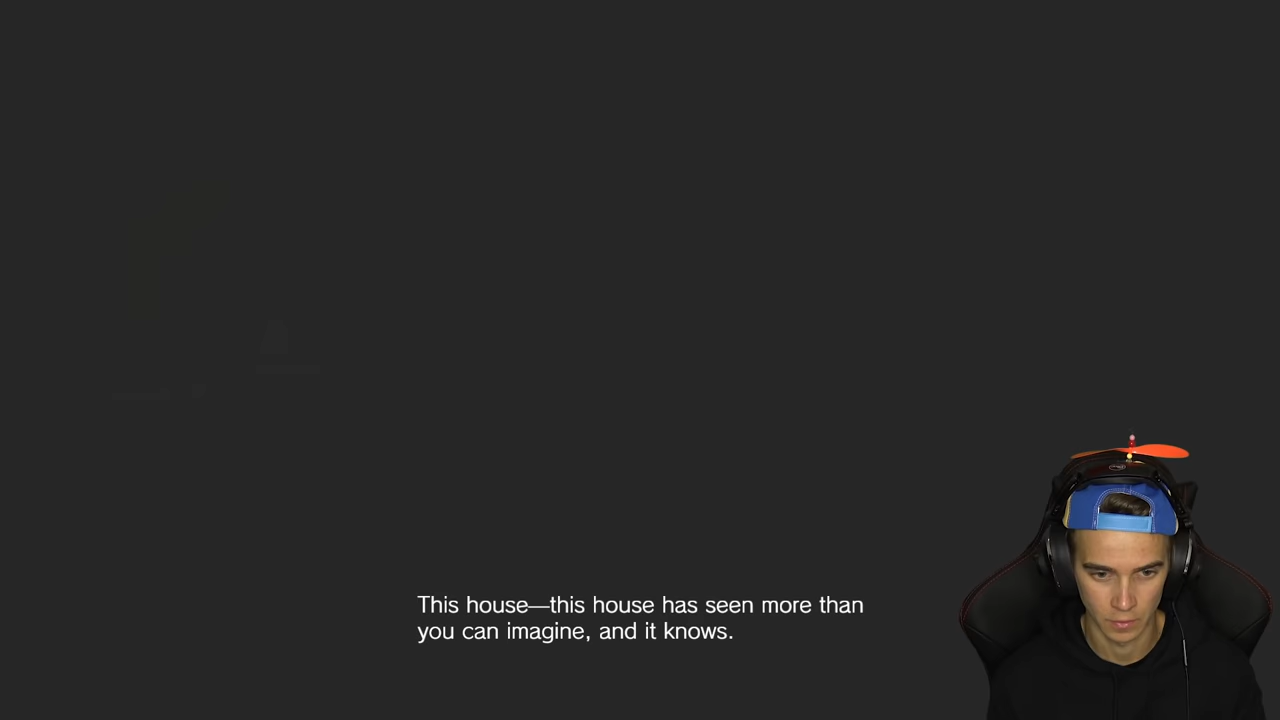 This house—this house has seen more than
you can imagine, and it knows.